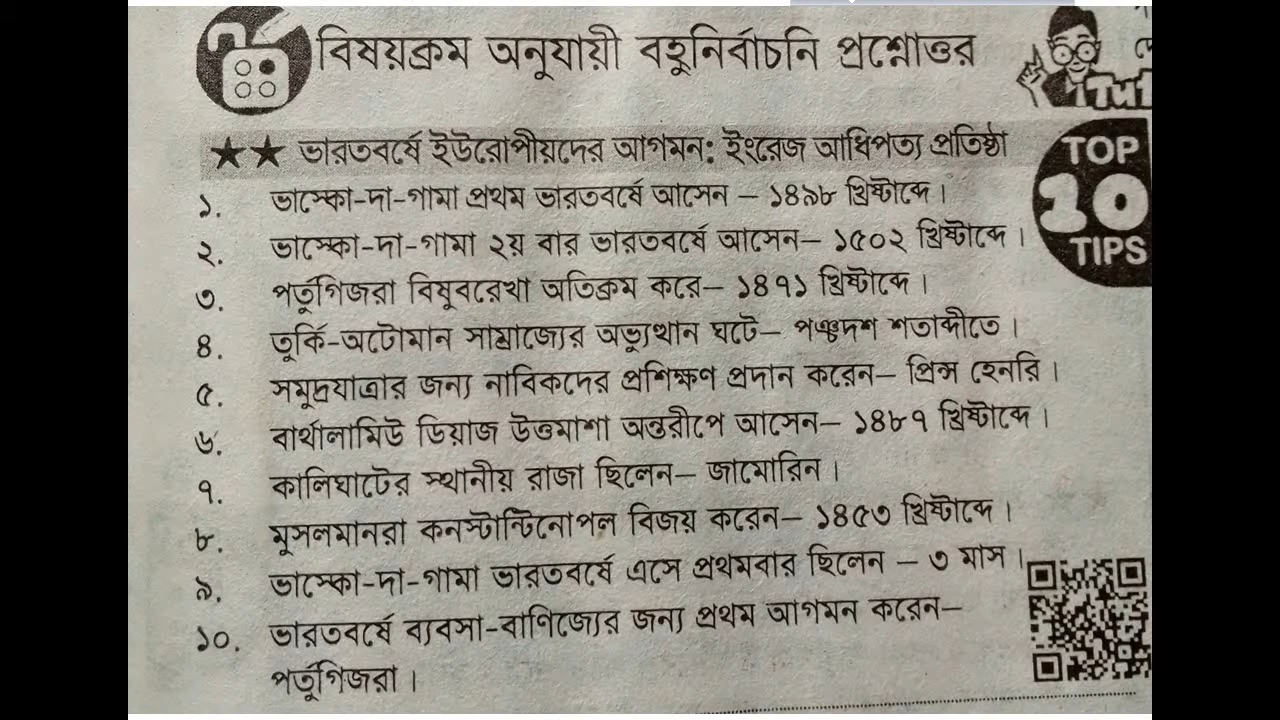 বিষয়ক্রম অনুযায়ী বহুনির্বাচনি প্রশ্নোত্তর
★★ ভারতবর্ষে ইউরোপীয়দের আগমন: ইংরেজ আধিপত্য প্রতিষ্ঠা
TOP
10
TIPS
১. ভাস্কো-দা-গামা প্রথম ভারতবর্ষে আসেন – ১৪৯৮ খ্রিষ্টাব্দে।
২. ভাস্কো-দা-গামা ২য় বার ভারতবর্ষে আসেন– ১৫০২ খ্রিষ্টাব্দে।
৩. পর্তুগিজরা বিষুবরেখা অতিক্রম করে– ১৪৭১ খ্রিষ্টাব্দে।
৪. তুর্কি-অটোমান সাম্রাজ্যের অভ্যুত্থান ঘটে– পঞ্চদশ শতাব্দীতে।
৫. সমুদ্রযাত্রার জন্য নাবিকদের প্রশিক্ষণ প্রদান করেন– প্রিন্স হেনরি।
৬. বার্থালামিউ ডিয়াজ উত্তমাশা অন্তরীপে আসেন– ১৪৮৭ খ্রিষ্টাব্দে।
৭. কালিঘাটের স্থানীয় রাজা ছিলেন– জামোরিন।
৮. মুসলমানরা কনস্টান্টিনোপল বিজয় করেন– ১৪৫৩ খ্রিষ্টাব্দে।
৯. ভাস্কো-দা-গামা ভারতবর্ষে এসে প্রথমবার ছিলেন – ৩ মাস।
১০. ভারতবর্ষে ব্যবসা-বাণিজ্যের জন্য প্রথম আগমন করেন–
পর্তুগিজরা।